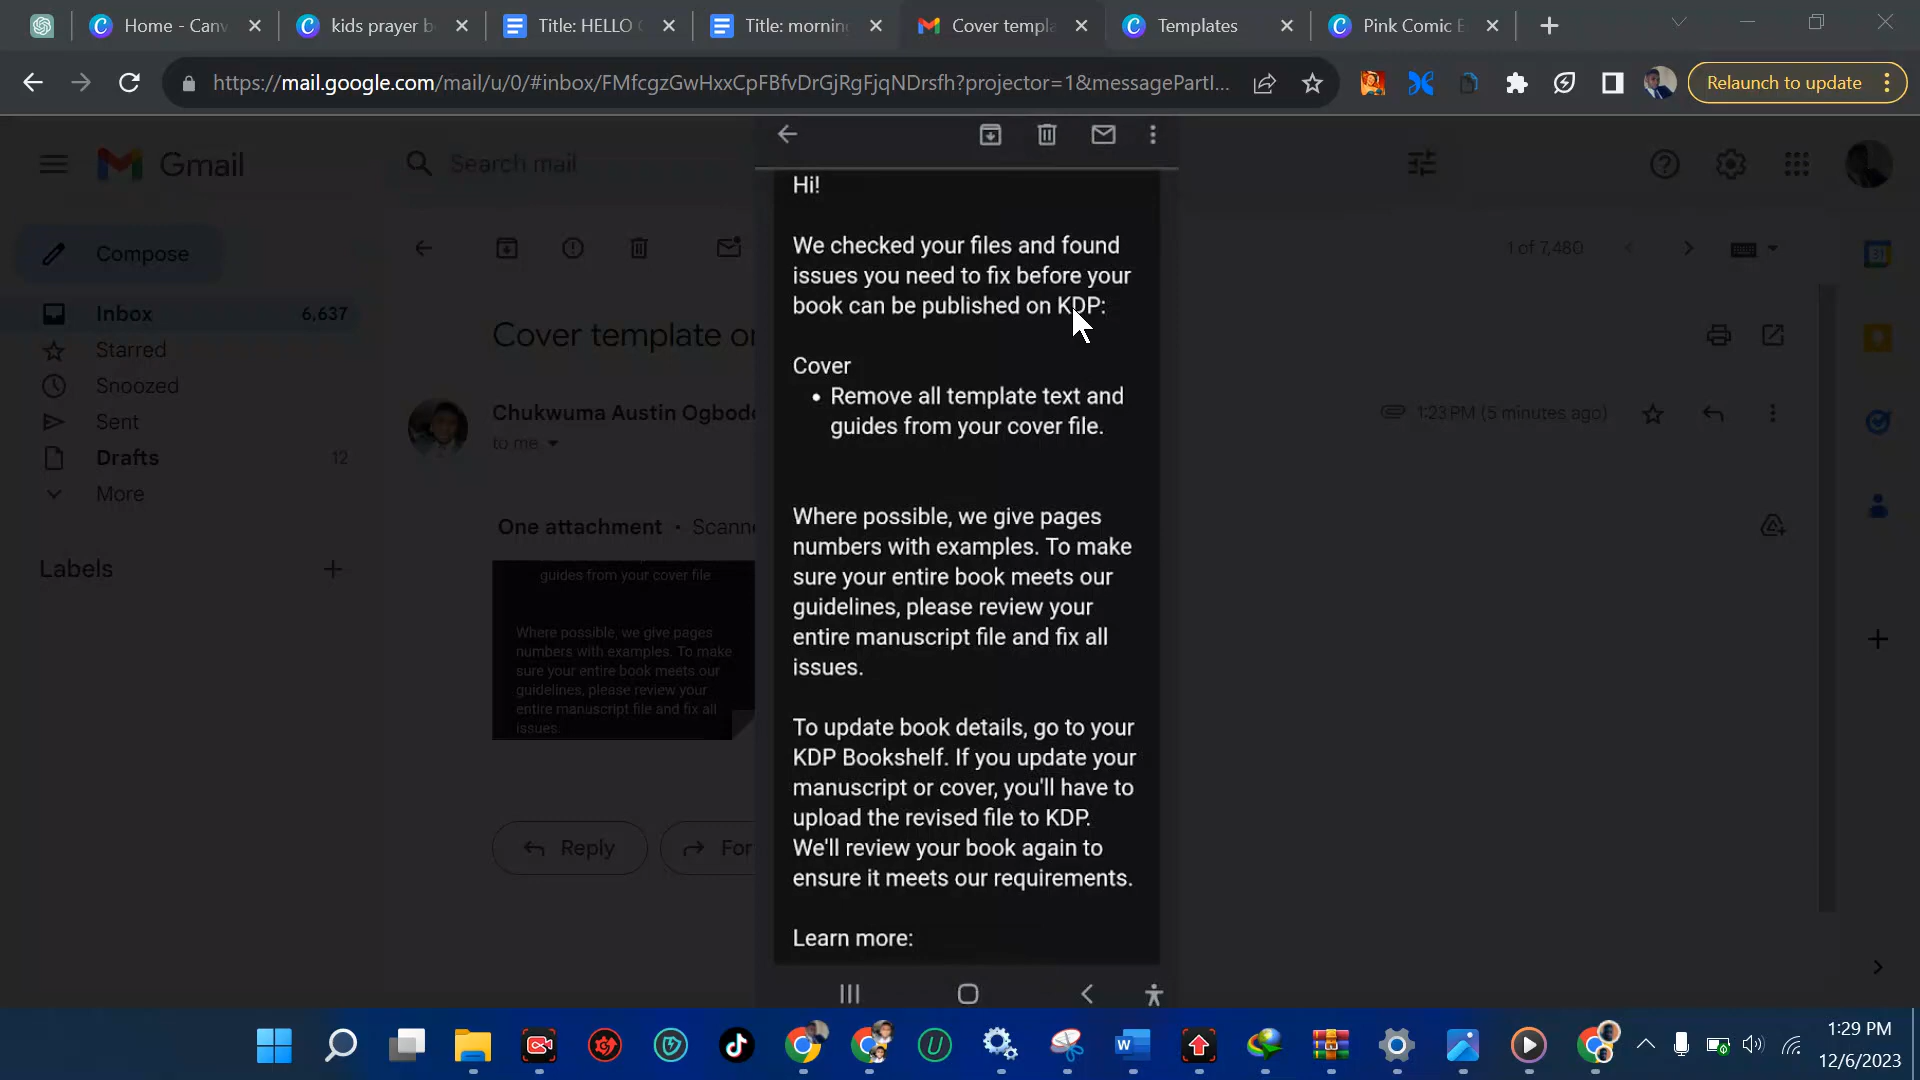 Home - Canv
kids prayer b
Title: HELLO
Title: morning
Cover templa
Templates
Pink Comic E
https://mail.google.com/mail/u/0/#inbox/FMfcgzGwHxxCpFBfvDrGjRgFjqNDrsfh?projector=1&messagePartI...
Relaunch to update
Gmail
Search mail
Compose
1 of 7,480
Inbox 6,637
Starred
Snoozed
Sent
Drafts 12
More
Labels
Cover template or
Chukwuma Austin Ogbodo
to me
1:23 PM (5 minutes ago)
One attachment • Scanne
guides from your cover file
Where possible, we give pages
numbers with examples. To make
sure your entire book meets our
guidelines, please review your
entire manuscript file and fix all
issues.
Reply
For
Hi!
We checked your files and found
issues you need to fix before your
book can be published on KDP:
Cover
• Remove all template text and
guides from your cover file.
Where possible, we give pages
numbers with examples. To make
sure your entire book meets our
guidelines, please review your
entire manuscript file and fix all
issues.
To update book details, go to your
KDP Bookshelf. If you update your
manuscript or cover, you'll have to
upload the revised file to KDP.
We'll review your book again to
ensure it meets our requirements.
Learn more:
1:29 PM
12/6/2023